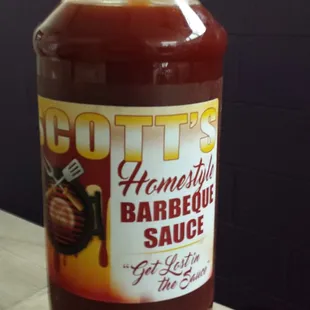 SCOTT'S
Homestyle
BARBEQUE
SAUCE
"Get Lost in
the Sauce"